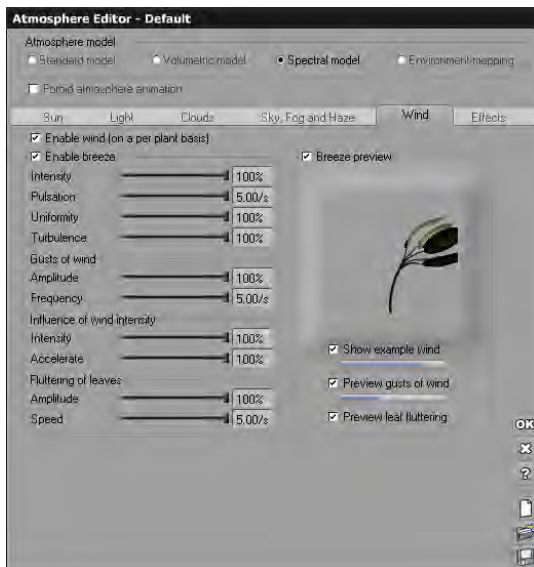 Atmosphere Editor - Default
Atmosphere model
Standard model Volumetric model Spectral model Environment mapping
Forbid atmosphere animation
Sun Light Clouds Sky, Fog and Haze Wind Effects
Enable wind (on a per plant basis)
Enable breeze Breeze preview
Intensity 100%
Pulsation 5.00/s
Uniformity 100%
Turbulence 100%
Gusts of wind
Amplitude 100%
Frequency 5.00/s
Influence of wind intensity
Intensity 100%
Show example wind
Accelerate 100%
Fluttering of leaves
Preview gusts of wind
Amplitude 100%
Speed 5.00/s Preview leaf fluttering
OK
?